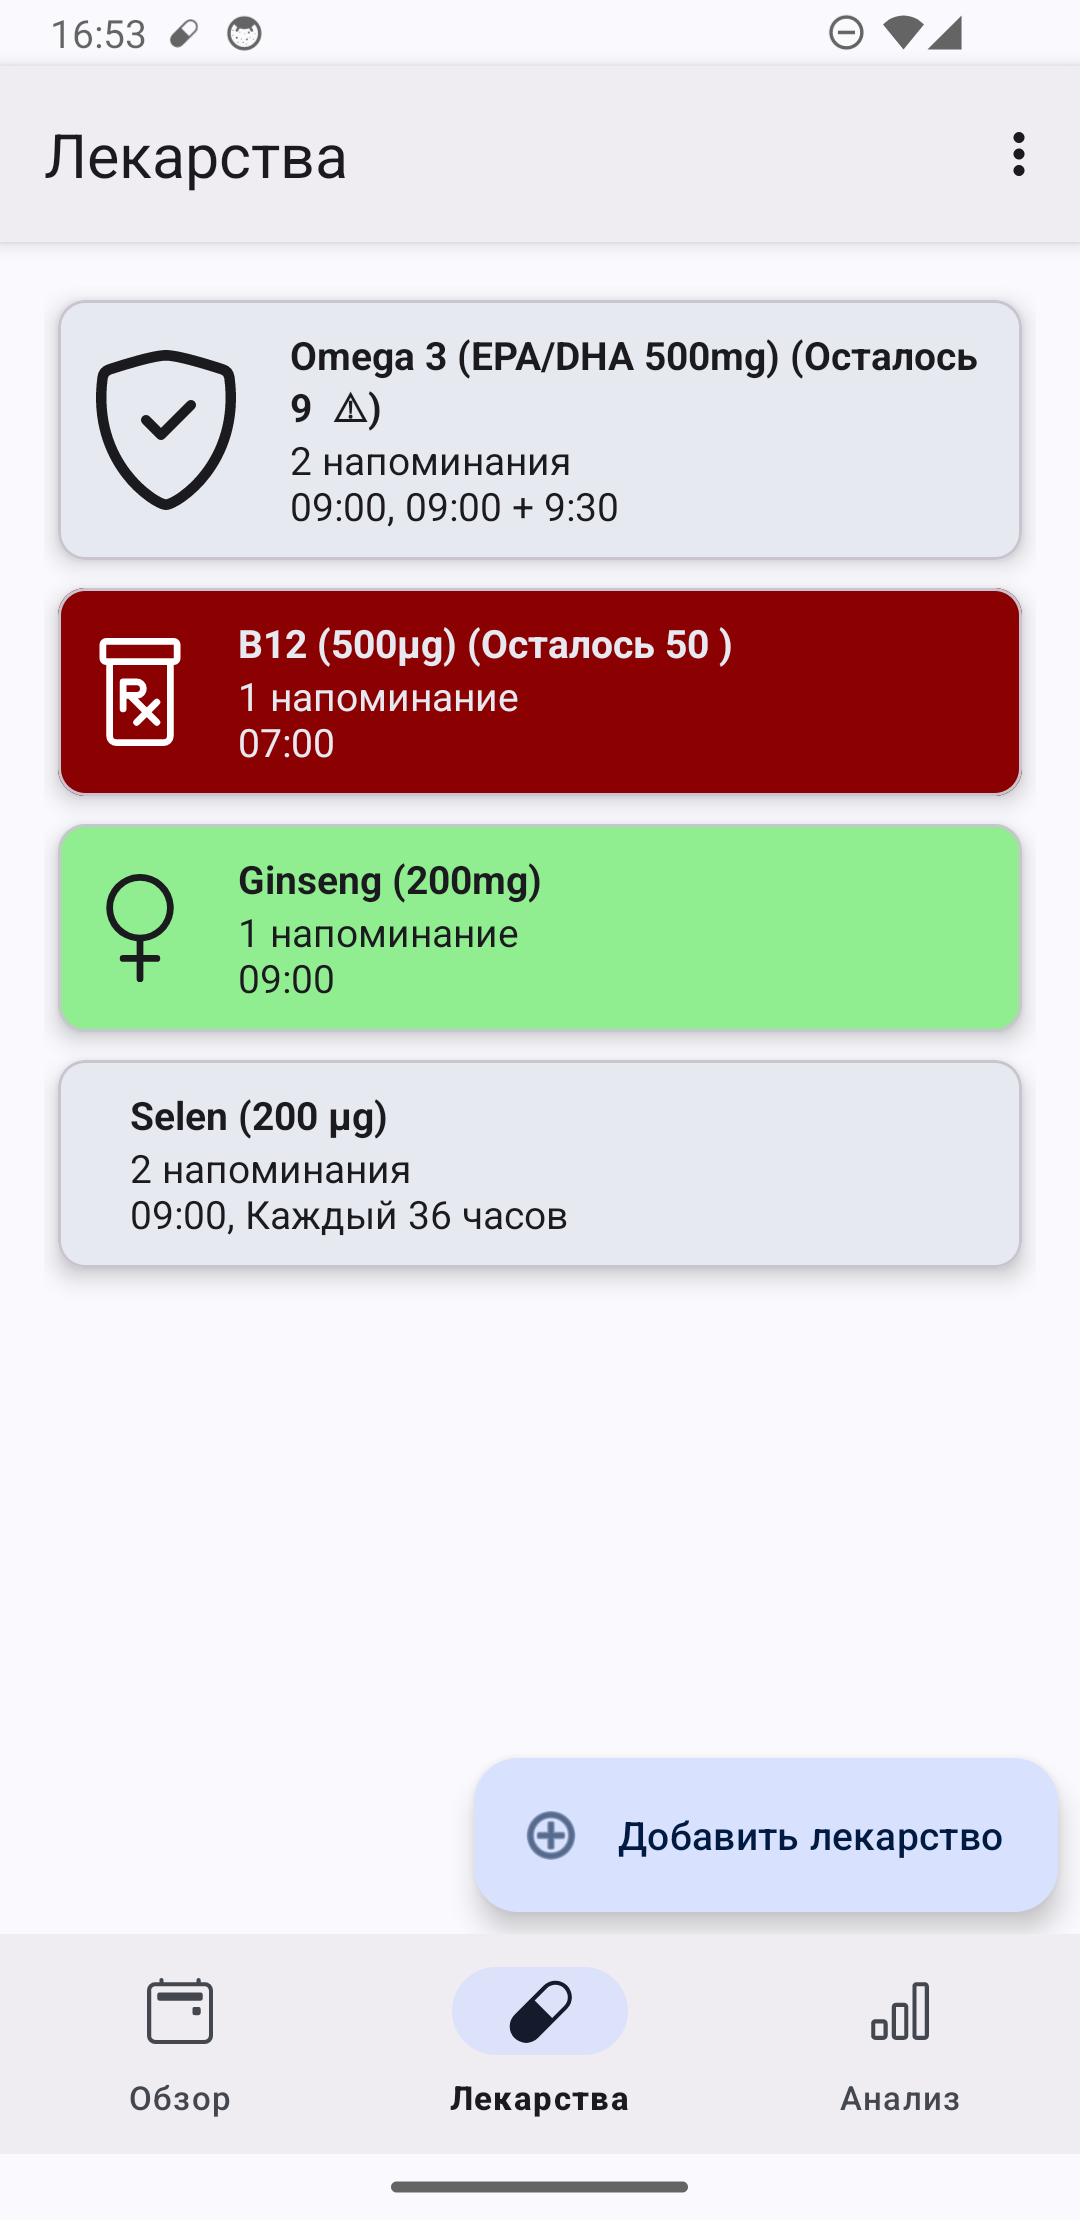 16:53
Лекарства
Omega 3 (EPA/DHA 500mg) (Осталось
9 ⚠)
2 напоминания
09:00, 09:00 + 9:30
B12 (500µg) (Осталось 50 )
1 напоминание
07:00
Ginseng (200mg)
1 напоминание
09:00
Selen (200 µg)
2 напоминания
09:00, Каждый 36 часов
Добавить лекарство
Обзор
Лекарства
Анализ